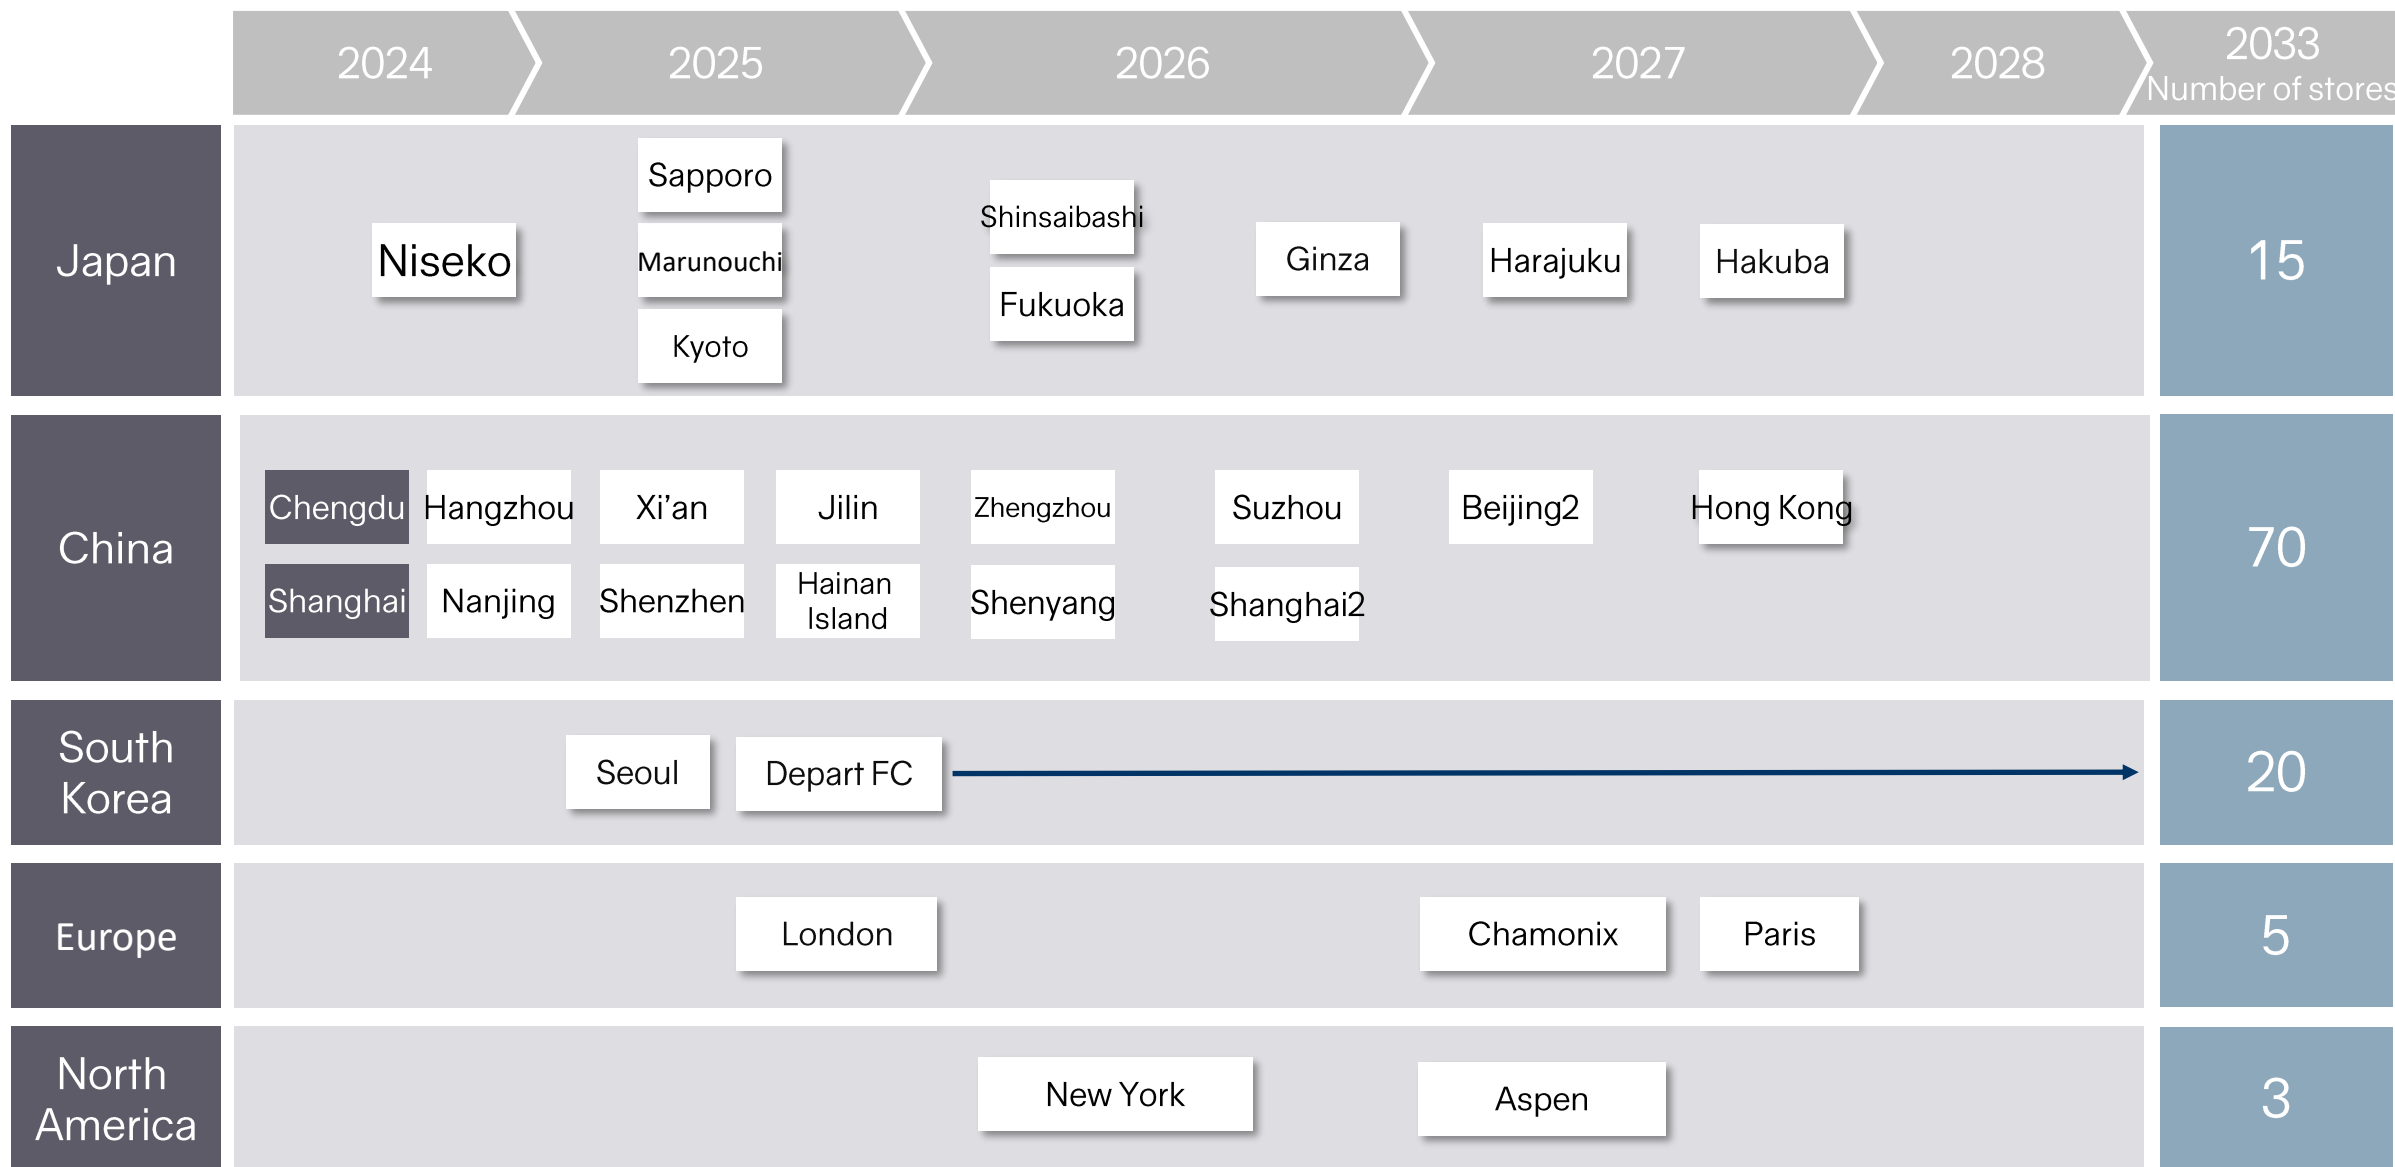 2024
2025
2026
2027
2028
2033
Number of stores
Japan
Niseko
Sapporo
Marunouchi
Kyoto
Shinsaibashi
Fukuoka
Ginza
Harajuku
Hakuba
15
China
Chengdu
Hangzhou
Xi’an
Jilin
Zhengzhou
Suzhou
Beijing2
Hong Kong
Shanghai
Nanjing
Shenzhen
Hainan
Island
Shenyang
Shanghai2
70
South
Korea
Seoul
Depart FC
20
Europe
London
Chamonix
Paris
5
North
America
New York
Aspen
3